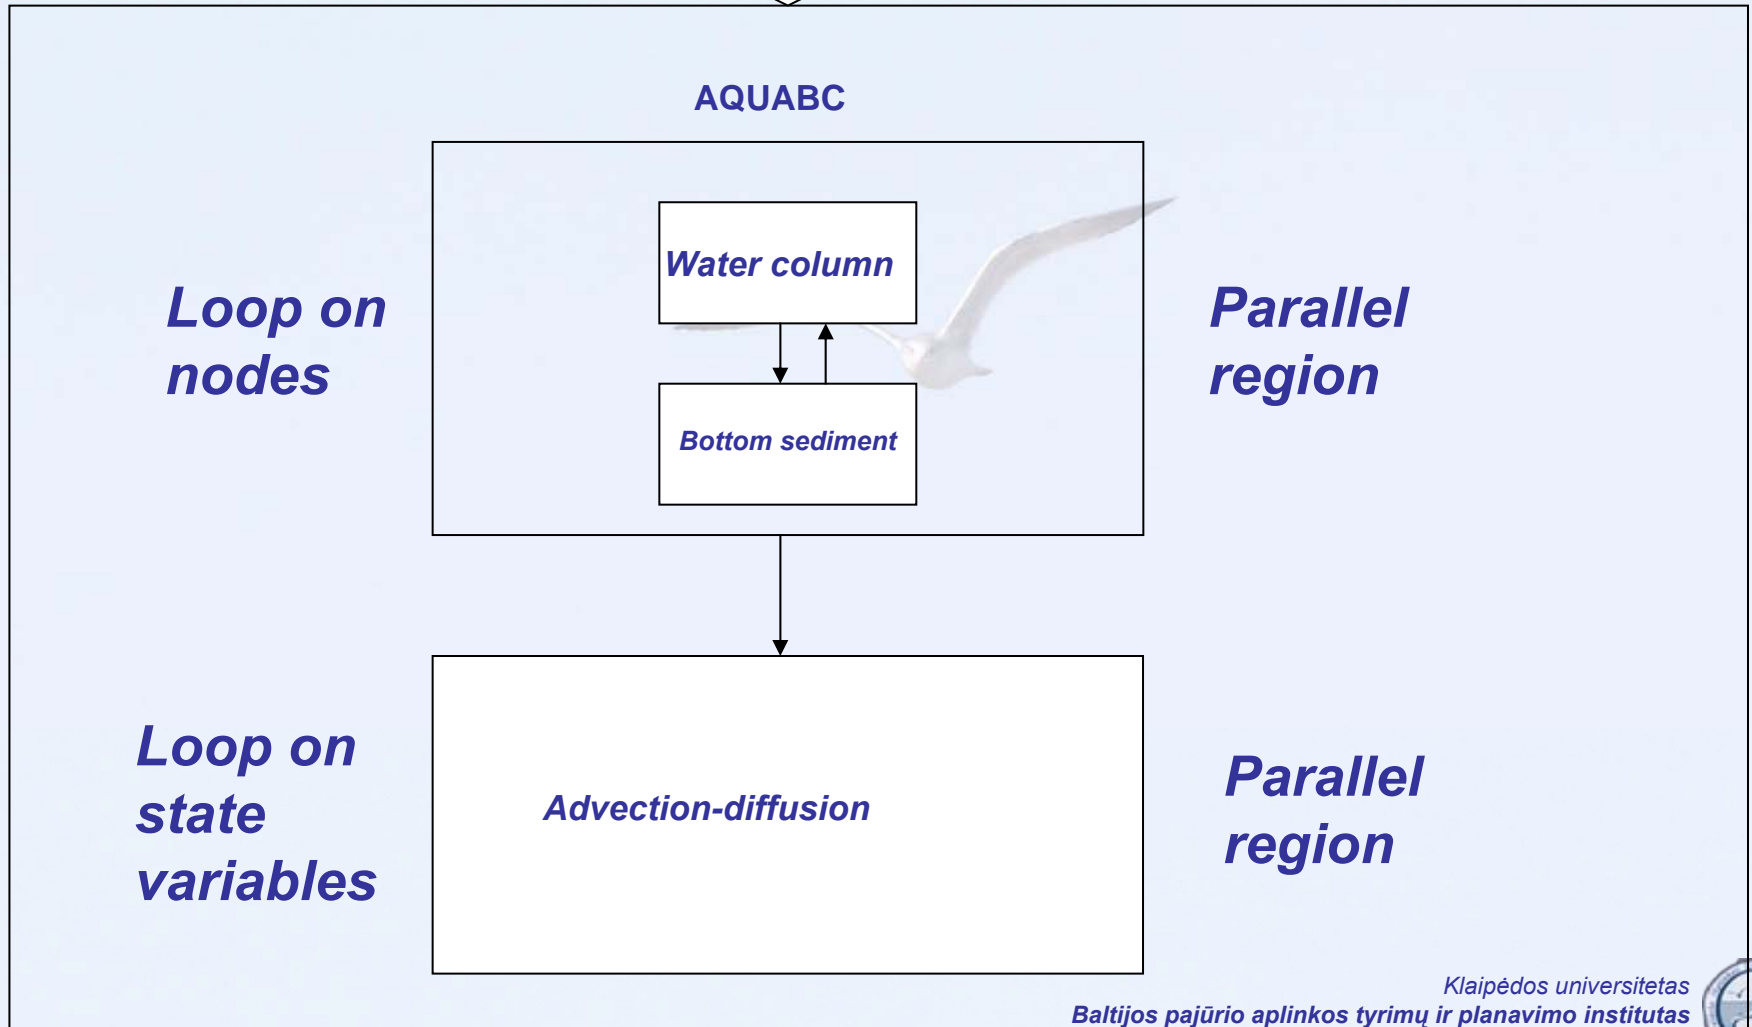 AQUABC
Water column
Loop on
nodes
Parallel
region
Bottom sediment
Loop on
state
variables
Advection-diffusion
Parallel
region
Klaipėdos universitetas
Baltijos pajūrio aplinkos tyrimų ir planavimo institutas